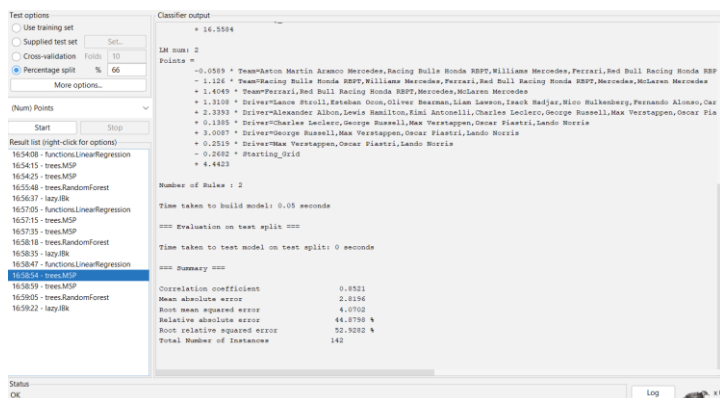 Test options
Use training set
Supplied test set Set...
Cross-validation Folds 10
Percentage split % 66
More options...
(Num) Points
Start Stop
Result list (right-click for options)
16:54:08 - functions.LinearRegression
16:54:15 - trees.M5P
16:54:25 - trees.M5P
16:55:48 - trees.RandomForest
16:56:37 - lazy.IBk
16:57:05 - functions.LinearRegression
16:57:15 - trees.M5P
16:57:35 - trees.M5P
16:58:18 - trees.RandomForest
16:58:35 - lazy.IBk
16:58:47 - functions.LinearRegression
16:58:54 - trees.M5P
16:58:59 - trees.M5P
16:59:05 - trees.RandomForest
16:59:22 - lazy.IBk
Classifier output
+ 16.5584
LM num: 2
Points =
-0.0589 * Team=Aston Martin Aramco Mercedes,Racing Bulls Honda RBPT,Williams Mercedes,Ferrari,Red Bull Racing Honda RBP
- 1.126 * Team=Racing Bulls Honda RBPT,Williams Mercedes,Ferrari,Red Bull Racing Honda RBPT,Mercedes,McLaren Mercedes
+ 1.4069 * Team=Ferrari,Red Bull Racing Honda RBPT,Mercedes,McLaren Mercedes
+ 1.3108 * Driver=Lance Stroll,Esteban Ocon,Oliver Bearman,Liam Lawson,Isack Hadjar,Nico Hulkenberg,Fernando Alonso,Car
+ 2.3393 * Driver=Alexander Albon,Lewis Hamilton,Kimi Antonelli,Charles Leclerc,George Russell,Max Verstappen,Oscar Pia
+ 0.1385 * Driver=Charles Leclerc,George Russell,Max Verstappen,Oscar Piastri,Lando Norris
+ 3.0087 * Driver=George Russell,Max Verstappen,Oscar Piastri,Lando Norris
+ 0.2519 * Driver=Max Verstappen,Oscar Piastri,Lando Norris
- 0.2682 * Starting_Grid
+ 4.4423
Number of Rules : 2
Time taken to build model: 0.05 seconds
=== Evaluation on test split ===
Time taken to test model on test split: 0 seconds
=== Summary ===
Correlation coefficient 0.8521
Mean absolute error 2.8196
Root mean squared error 4.0702
Relative absolute error 44.8798 %
Root relative squared error 52.9282 %
Total Number of Instances 142
Status
OK
Log
x